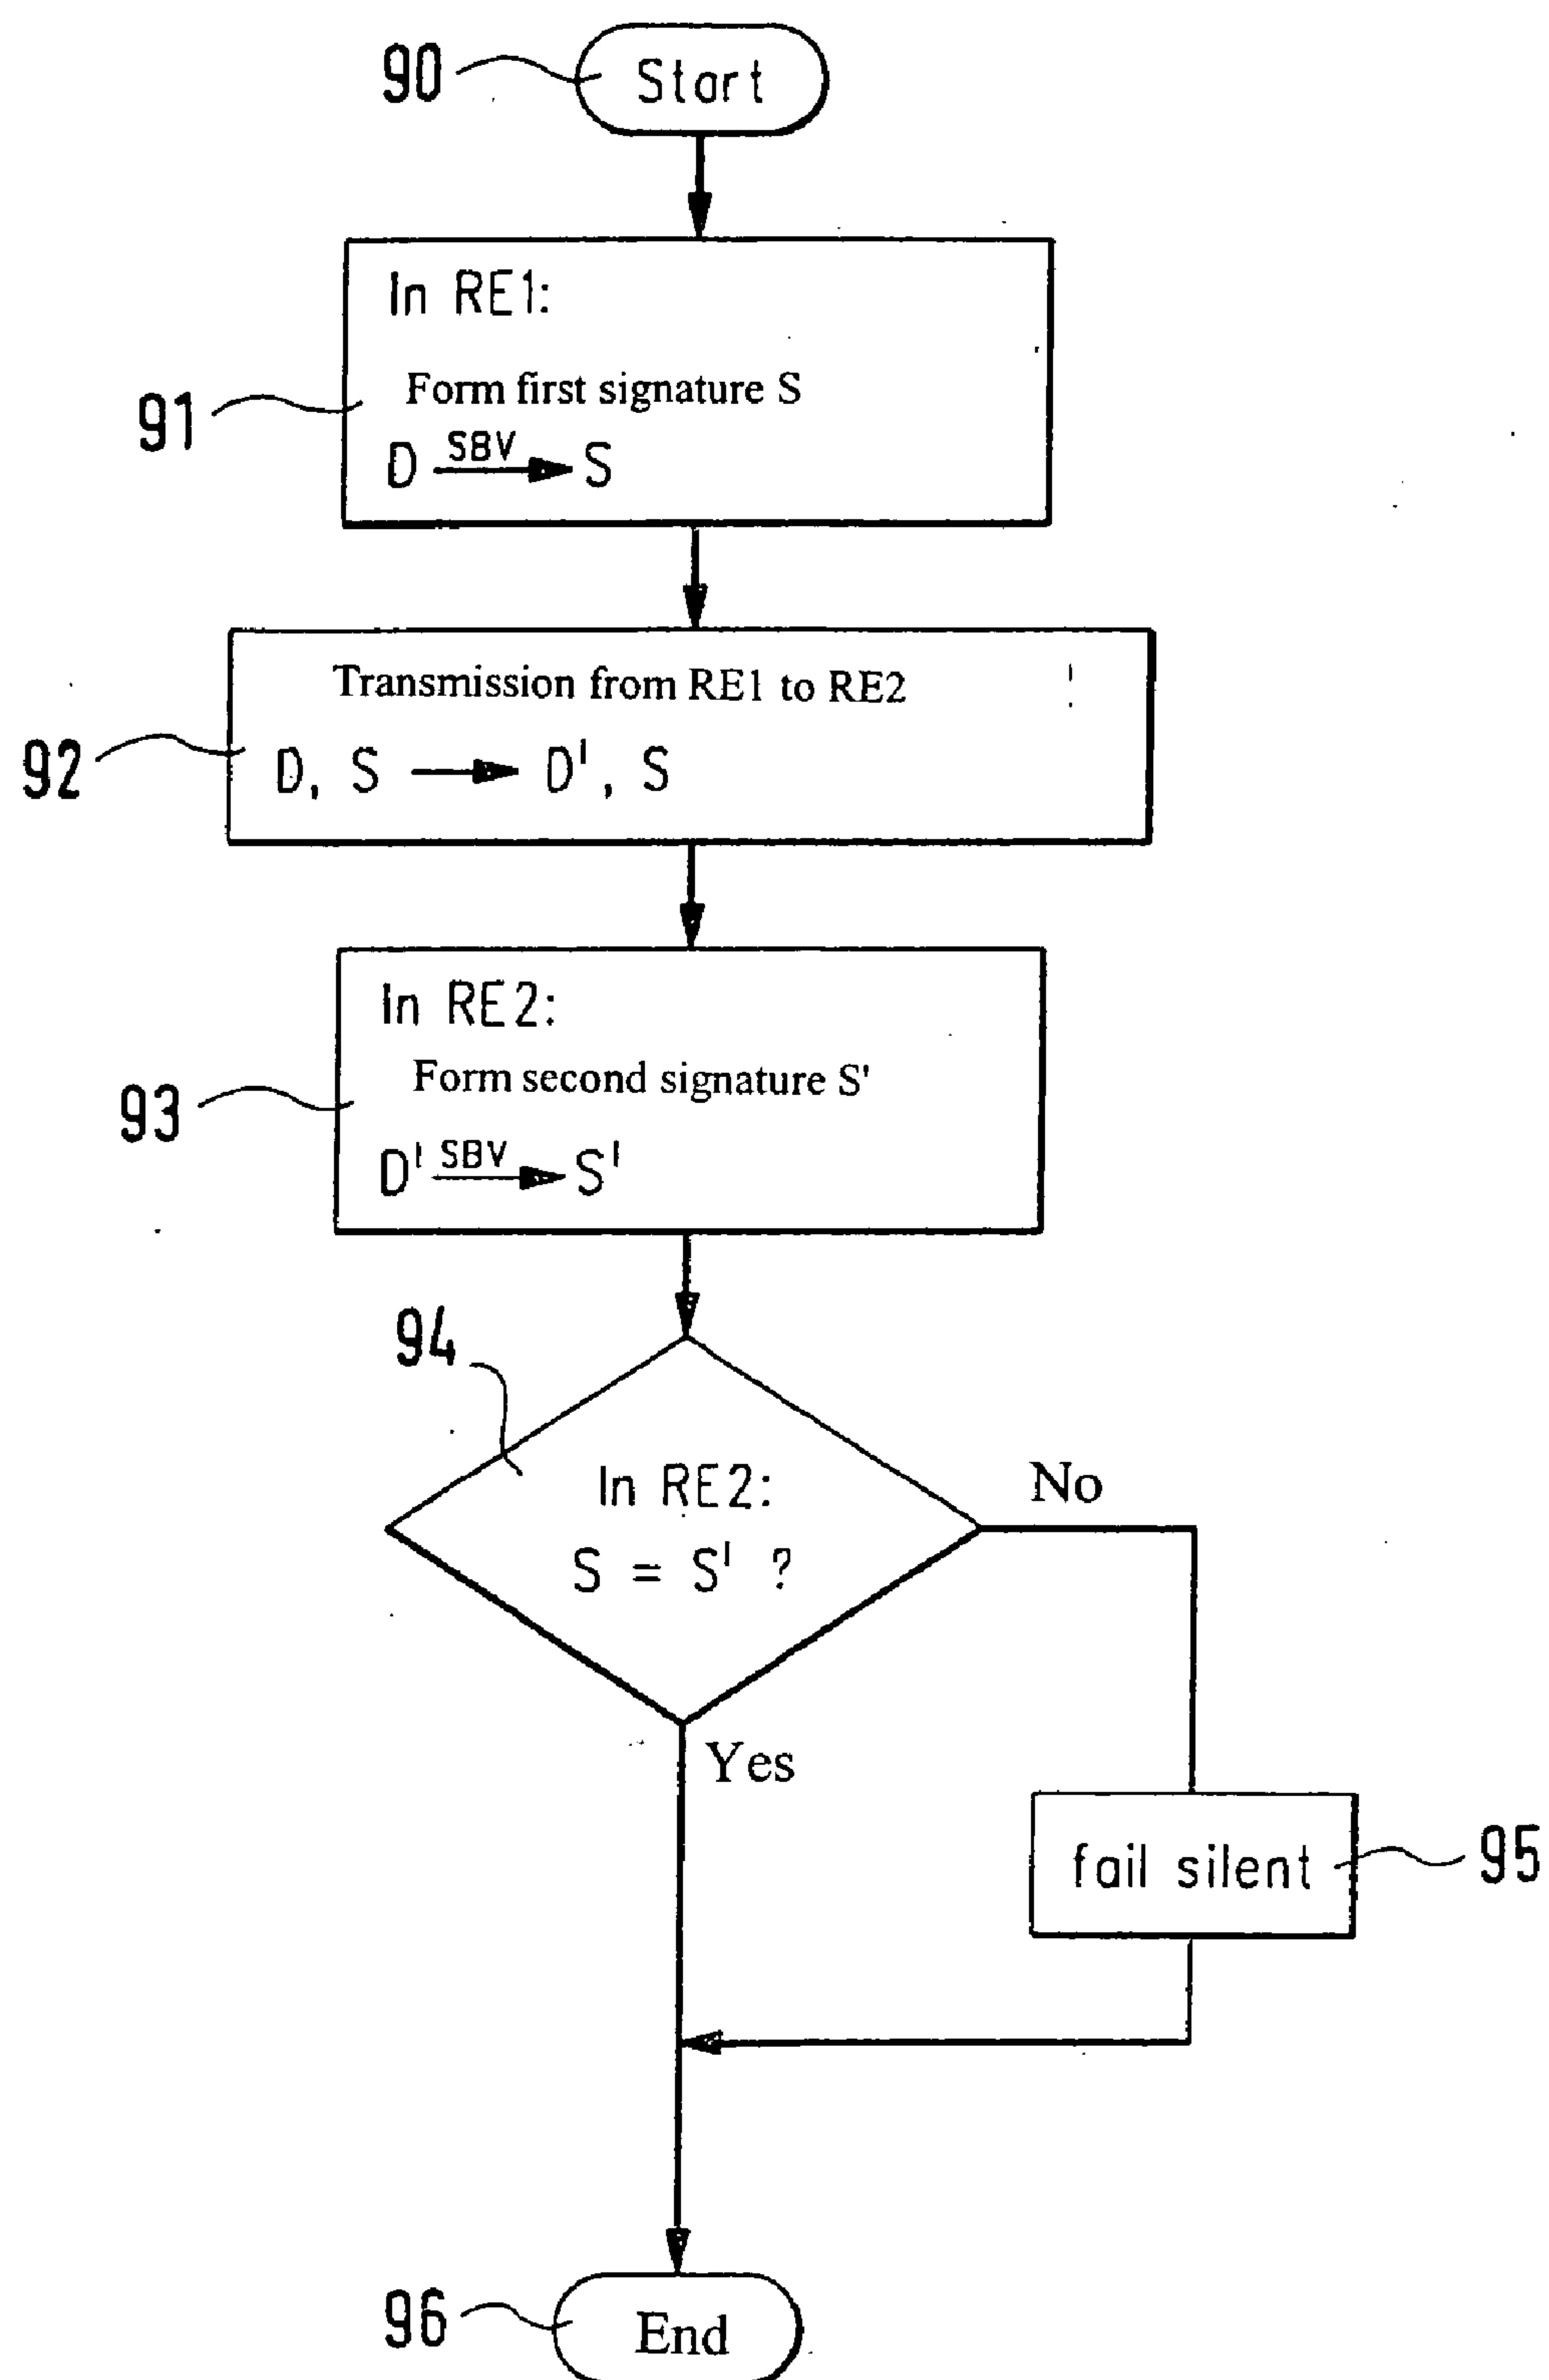 90 Start
In RE1:
Form first signature S
91
D SBV S
Transmission from RE1 to RE2
92 D, S D', S
In RE2:
Form second signature S'
93
D' SBV S'
94
In RE2:
No
S = S' ?
Yes
fail silent 95
96 End